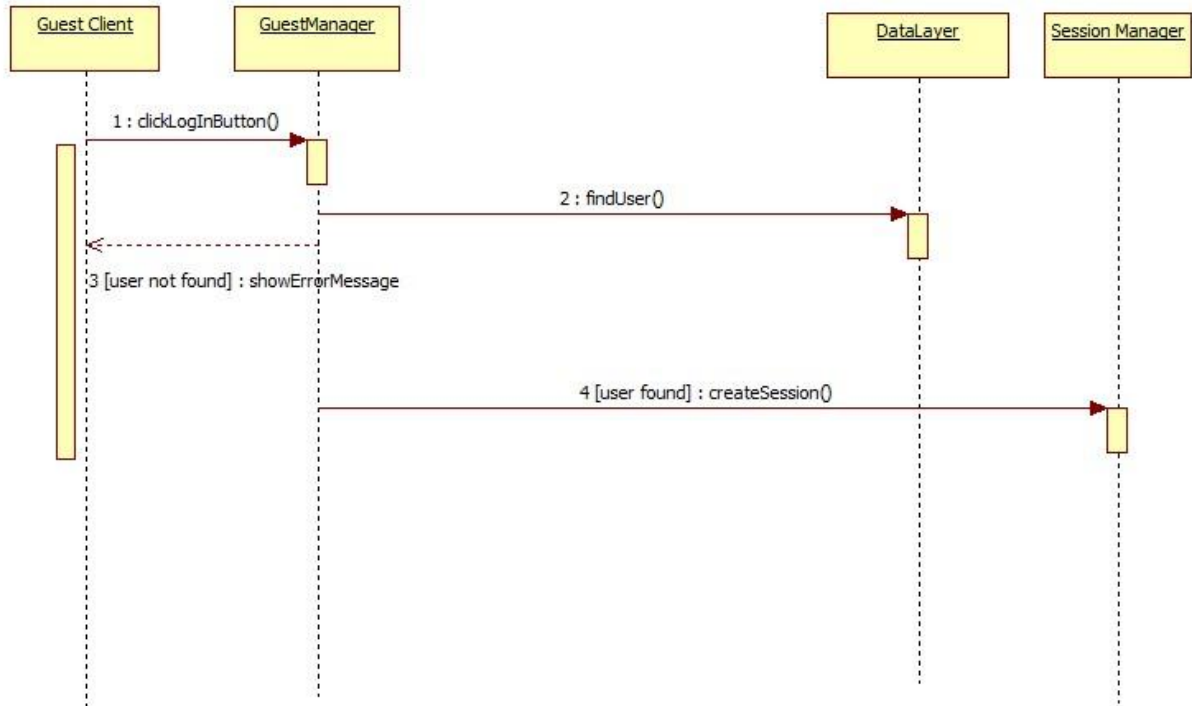 Guest Client
GuestManager
DataLayer
Session Manager
1 : clickLogInButton()
2 : findUser()
3 [user not found] : showErrorMessage
4 [user found] : createSession()